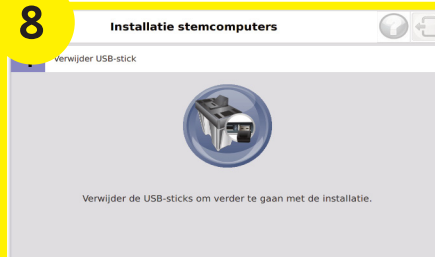 8
Installatie stemcomputers
Verwijder USB-stick
Verwijder de USB-sticks om verder te gaan met de installatie.